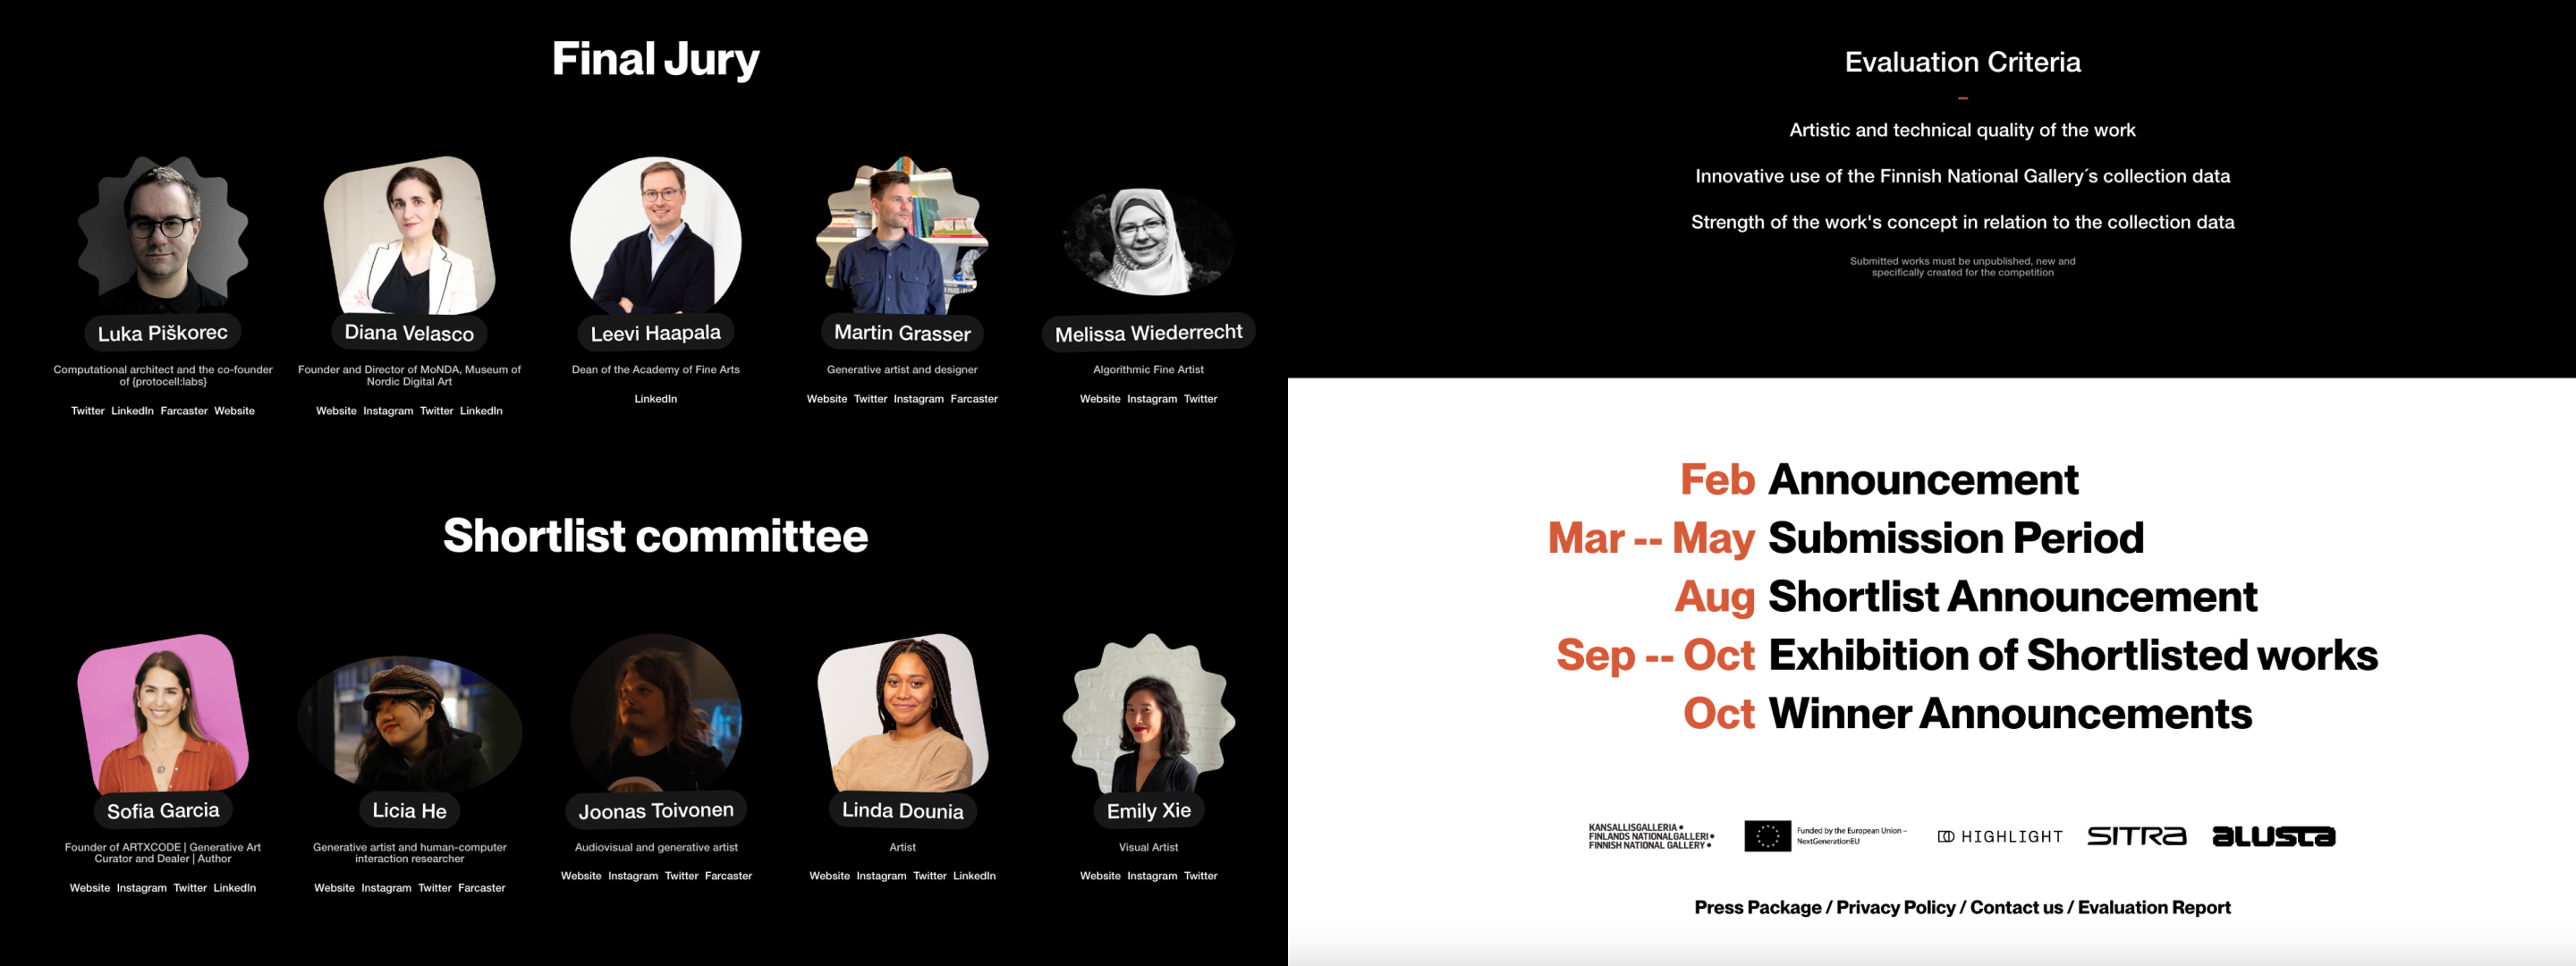 Final Jury
Luka Piškorec
Computational architect and the co-founder
of {protocell:labs}
Twitter LinkedIn Farcaster Website
Diana Velasco
Founder and Director of MoNDA, Museum of
Nordic Digital Art
Website Instagram Twitter LinkedIn
Leevi Haapala
Dean of the Academy of Fine Arts
LinkedIn
Martin Grasser
Generative artist and designer
Website Twitter Instagram Farcaster
Melissa Wiederrecht
Algorithmic Fine Artist
Website Instagram Twitter
Shortlist committee
Sofia Garcia
Founder of ARTXCODE | Generative Art
Curator and Dealer | Author
Website Instagram Twitter LinkedIn
Licia He
Generative artist and human-computer
interaction researcher
Website Instagram Twitter Farcaster
Joonas Toivonen
Audiovisual and generative artist
Website Instagram Twitter Farcaster
Linda Dounia
Artist
Website Instagram Twitter LinkedIn
Emily Xie
Visual Artist
Website Instagram Twitter
Evaluation Criteria
–
Artistic and technical quality of the work
Innovative use of the Finnish National Gallery´s collection data
Strength of the work's concept in relation to the collection data
Submitted works must be unpublished, new and
specifically created for the competition
Feb Announcement
Mar -- May Submission Period
Aug Shortlist Announcement
Sep -- Oct Exhibition of Shortlisted works
Oct Winner Announcements
KANSALLISGALLERIA •
FINLANDS NATIONALGALLERI •
FINNISH NATIONAL GALLERY •
Funded by the European Union –
NextGenerationEU
HIGHLIGHT
SITRA
alusta
Press Package / Privacy Policy / Contact us / Evaluation Report